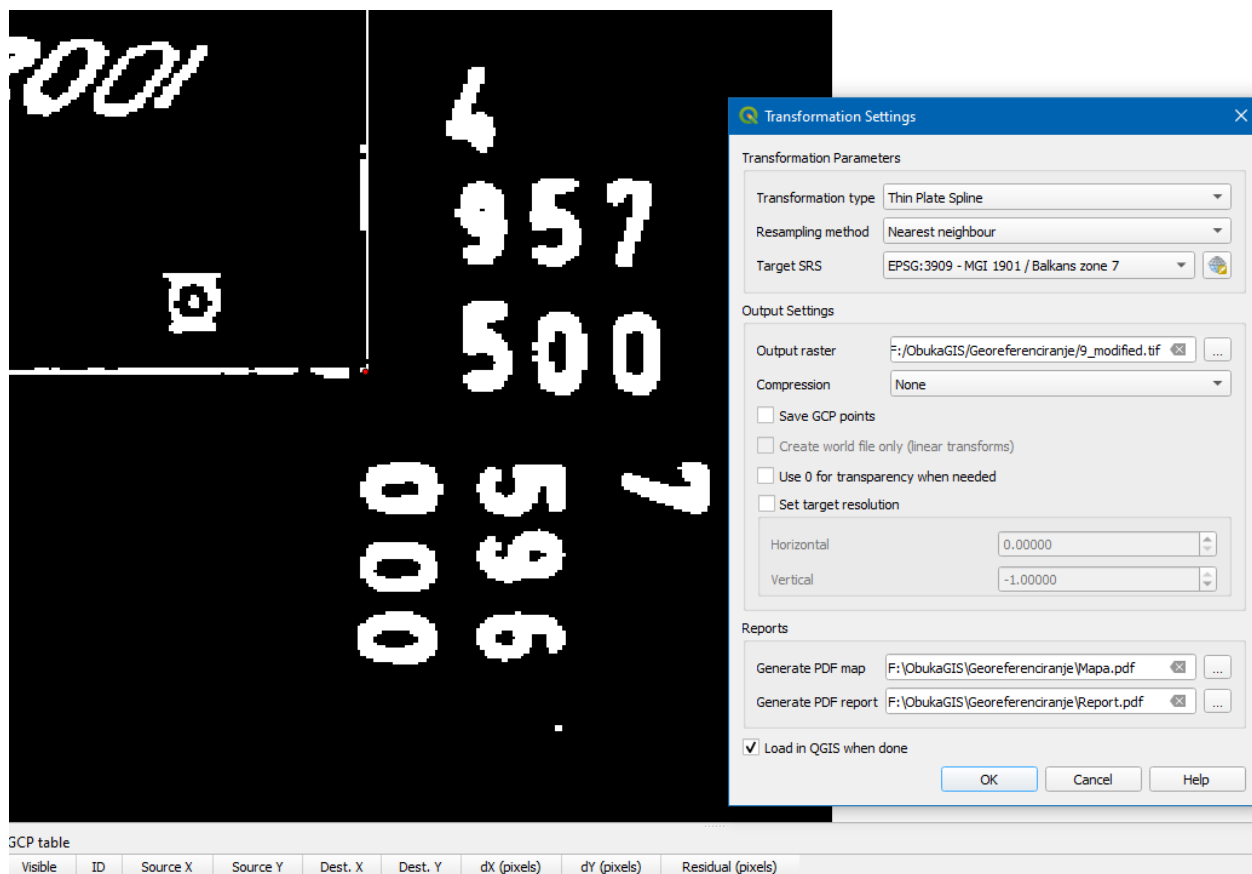 4
957
500
7
596
000
Transformation Settings
Transformation Parameters
Transformation type Thin Plate Spline
Resampling method Nearest neighbour
Target SRS EPSG:3909 - MGI 1901 / Balkans zone 7
Output Settings
Output raster F:/ObukaGIS/Georeferenciranje/9_modified.tif ...
Compression None
Save GCP points
Create world file only (linear transforms)
Use 0 for transparency when needed
Set target resolution
Horizontal 0.00000
Vertical -1.00000
Reports
Generate PDF map F:\ObukaGIS\Georeferenciranje\Mapa.pdf ...
Generate PDF report F:\ObukaGIS\Georeferenciranje\Report.pdf ...
Load in QGIS when done
OK Cancel Help
GCP table
Visible ID Source X Source Y Dest. X Dest. Y dX (pixels) dY (pixels) Residual (pixels)